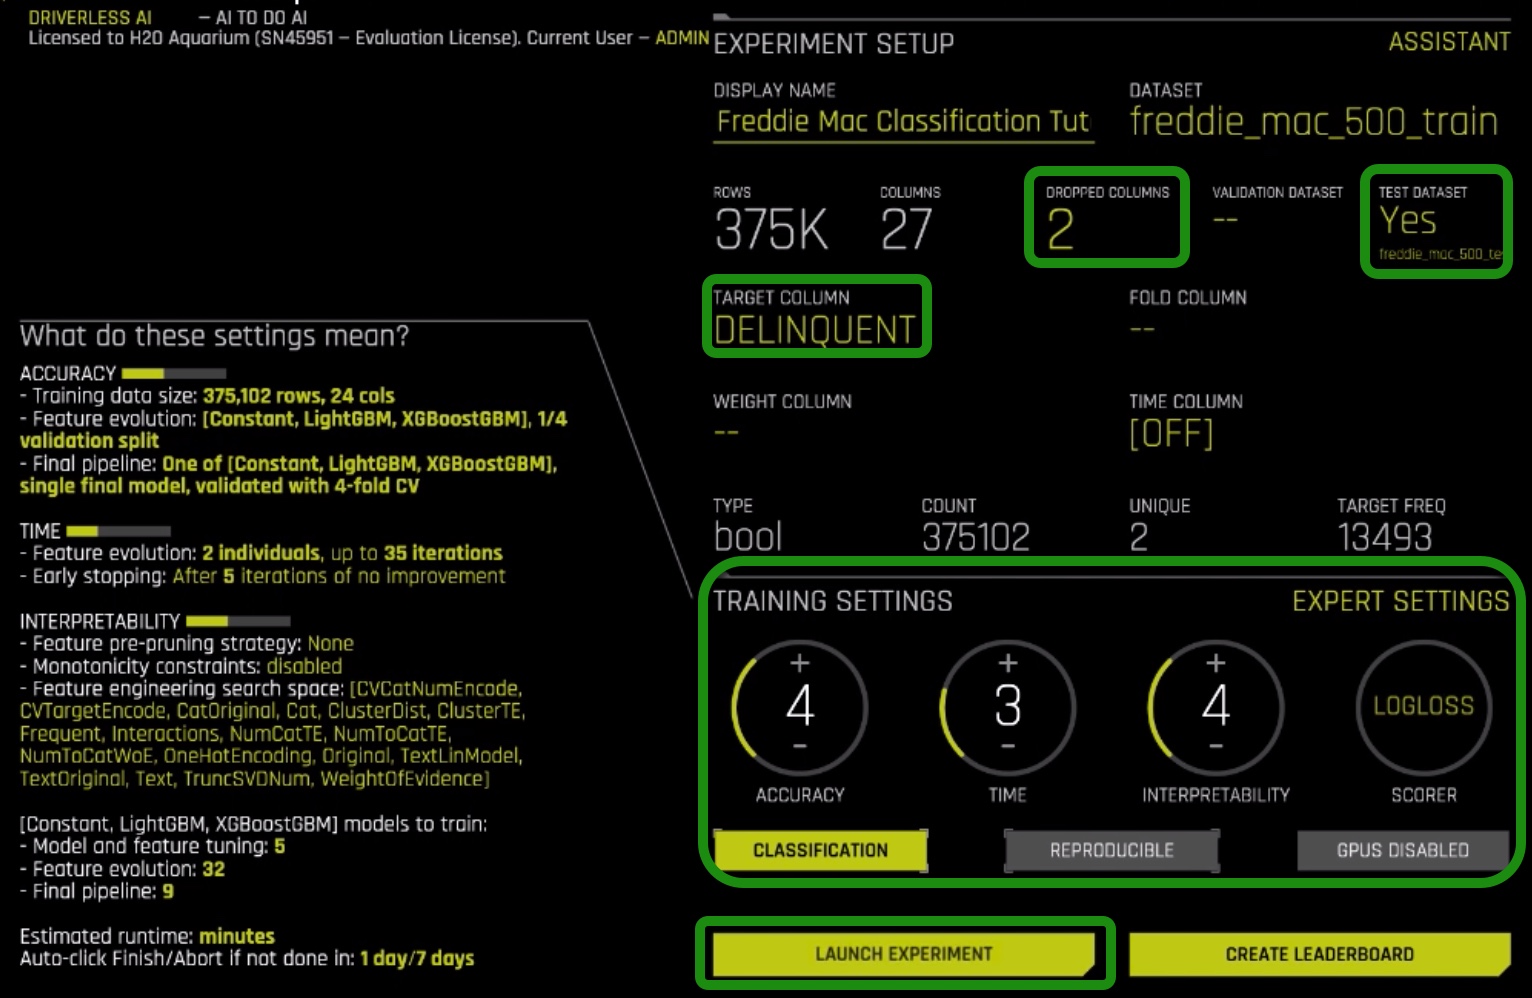 DRIVERLESS AI — AI TO DO AI
Licensed to H2O Aquarium (SN45951 — Evaluation License). Current User — ADMIN
EXPERIMENT SETUP
ASSISTANT
DISPLAY NAME
Freddie Mac Classification Tut
DATASET
freddie_mac_500_train
ROWS
375K
COLUMNS
27
DROPPED COLUMNS
2
VALIDATION DATASET
--
TEST DATASET
Yes
freddie_mac_500_te
TARGET COLUMN
DELINQUENT
FOLD COLUMN
--
WEIGHT COLUMN
--
TIME COLUMN
[OFF]
TYPE
bool
COUNT
375102
UNIQUE
2
TARGET FREQ
13493
What do these settings mean?
ACCURACY
- Training data size: 375,102 rows, 24 cols
- Feature evolution: [Constant, LightGBM, XGBoostGBM], 1/4
validation split
- Final pipeline: One of [Constant, LightGBM, XGBoostGBM],
single final model, validated with 4-fold CV
TIME
- Feature evolution: 2 individuals, up to 35 iterations
- Early stopping: After 5 iterations of no improvement
INTERPRETABILITY
- Feature pre-pruning strategy: None
- Monotonicity constraints: disabled
- Feature engineering search space: [CVCatNumEncode,
CVTargetEncode, CatOriginal, Cat, ClusterDist, ClusterTE,
Frequent, Interactions, NumCatTE, NumToCatTE,
NumToCatWoE, OneHotEncoding, Original, TextLinModel,
TextOriginal, Text, TruncSVDNum, WeightOfEvidence]
[Constant, LightGBM, XGBoostGBM] models to train:
- Model and feature tuning: 5
- Feature evolution: 32
- Final pipeline: 9
Estimated runtime: minutes
Auto-click Finish/Abort if not done in: 1 day/7 days
TRAINING SETTINGS
EXPERT SETTINGS
+
4
-
ACCURACY
+
3
-
TIME
+
4
-
INTERPRETABILITY
LOGLOSS
SCORER
CLASSIFICATION
REPRODUCIBLE
GPUS DISABLED
LAUNCH EXPERIMENT
CREATE LEADERBOARD